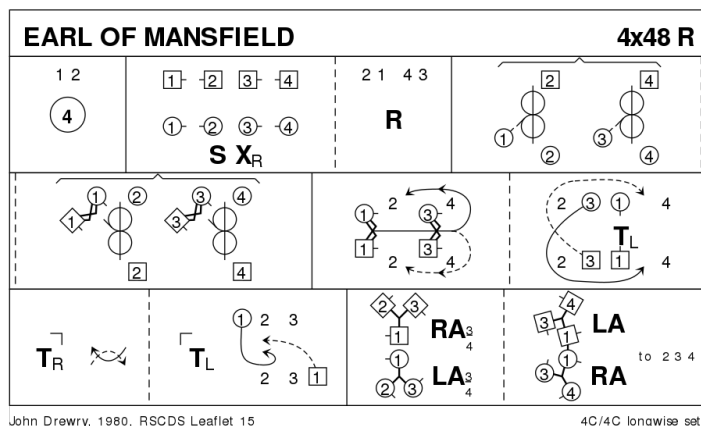 EARL OF MANSFIELD 4x48 R
1 2
4
1 2 3 4
1 2 3 4
S XR
2 1 4 3
R
2 4
1 3
2 4
1 2 3 4
1 3
2 4
2 4
1 3
1 3
2 4
2 3 1 4
TL
2 3 1 4
TR
TL
1 2 3
2 3 1
2 3
1
RA 3/4
1
LA 3/4
2 3
4
3
1
LA
1
to 2 3 4
3
RA
4
John Drewry, 1980, RSCDS Leaflet 15 4C/4C longwise set